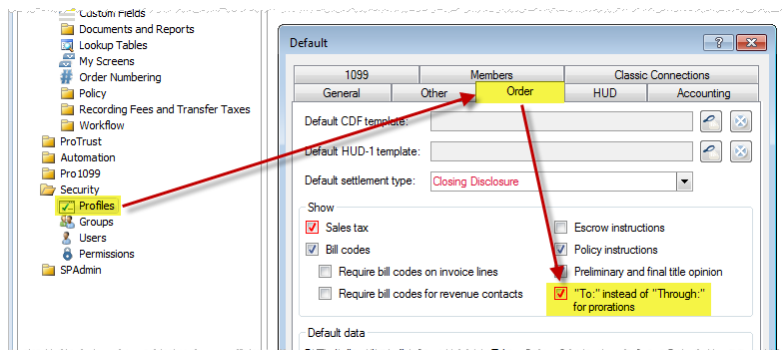 Custom Fields
Documents and Reports
Lookup Tables
My Screens
Order Numbering
Policy
Recording Fees and Transfer Taxes
Workflow
ProTrust
Automation
Pro1099
Security
Profiles
Groups
Users
Permissions
SPAdmin
Default
1099 Members Classic Connections
General Other Order HUD Accounting
Default CDF template:
Default HUD-1 template:
Default settlement type: Closing Disclosure
Show
Sales tax Escrow instructions
Bill codes Policy instructions
Require bill codes on invoice lines Preliminary and final title opinion
Require bill codes for revenue contacts "To:" instead of "Through:"
for prorations
Default data